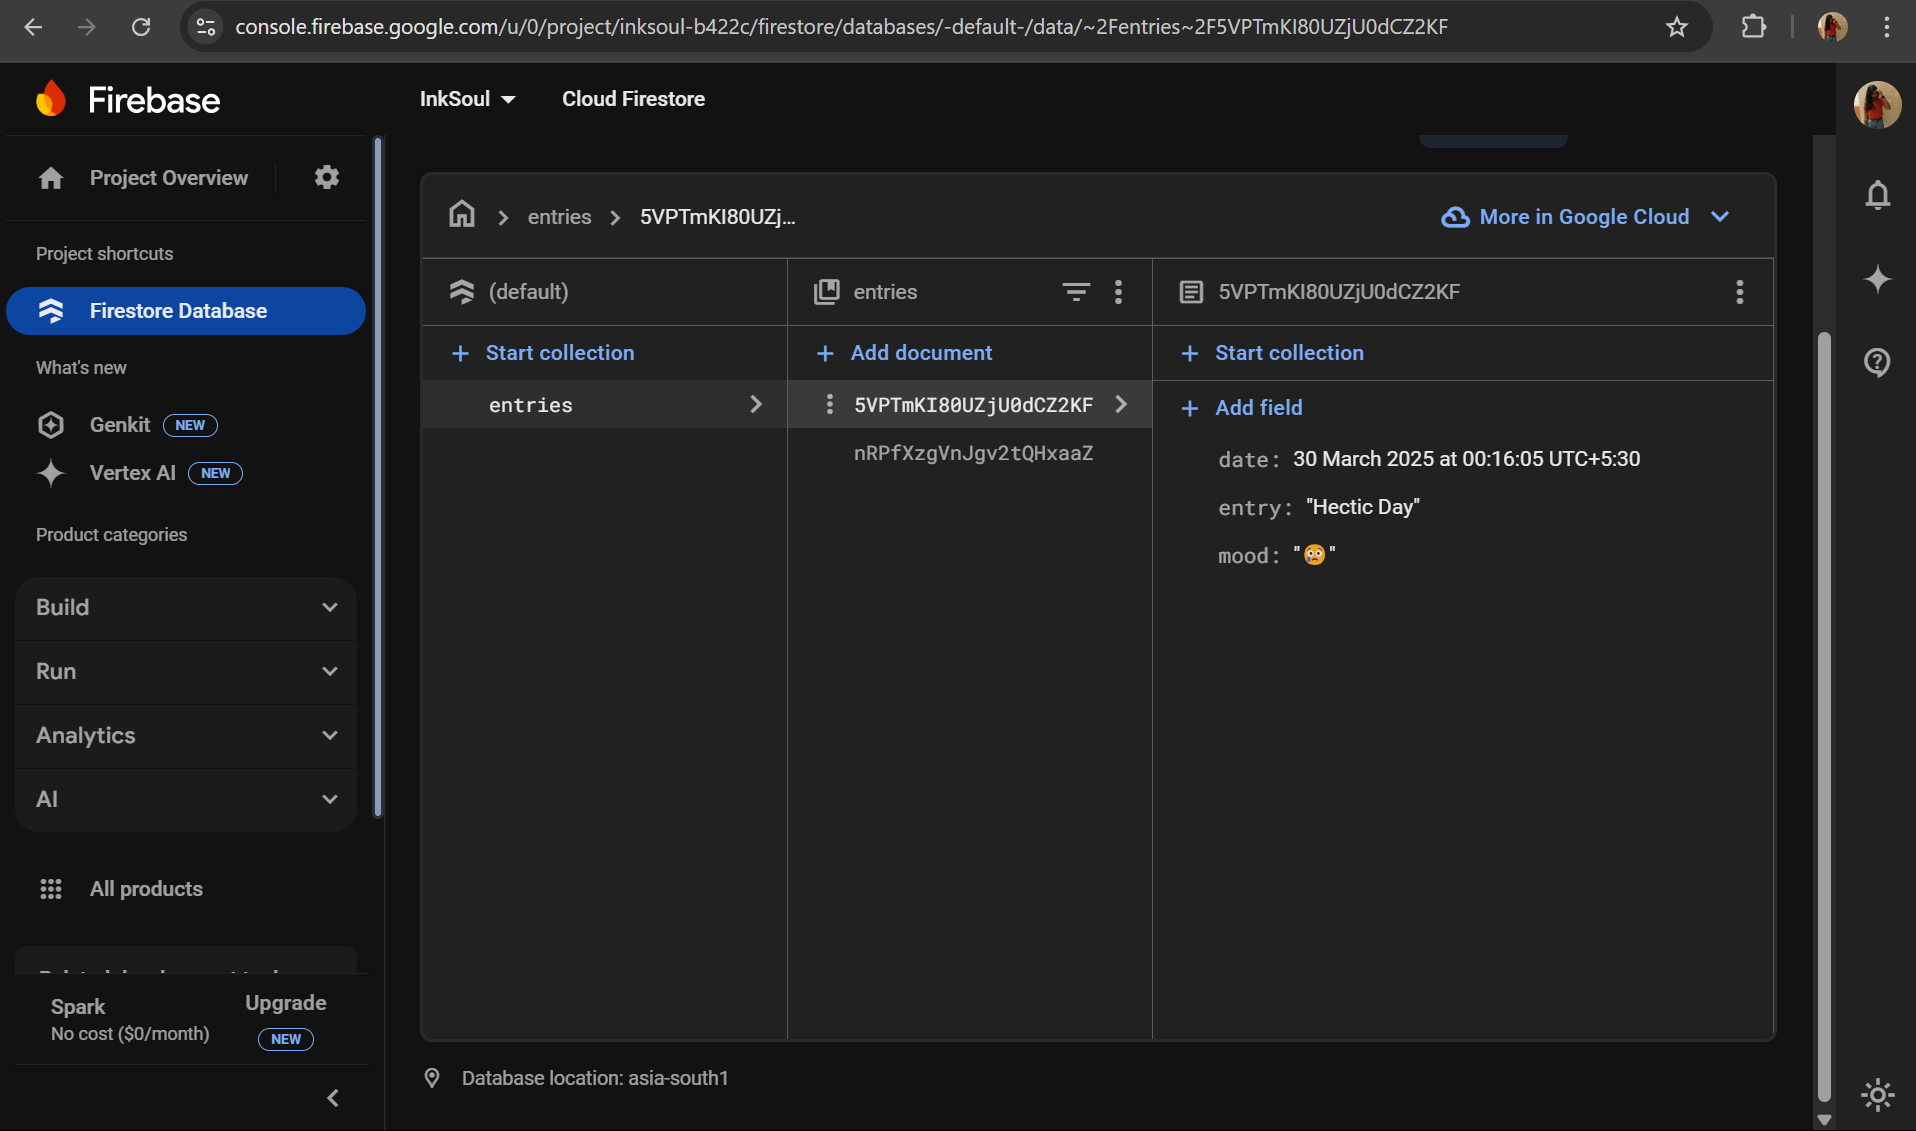 console.firebase.google.com/u/0/project/inksoul-b422c/firestore/databases/-default-/data/~2Fentries~2F5VPTmKI80UZjU0dCZ2KF
Firebase
InkSoul
Cloud Firestore
Project Overview
Project shortcuts
Firestore Database
What's new
Genkit NEW
Vertex AI NEW
Product categories
Build
Run
Analytics
AI
All products
Spark
No cost ($0/month)
Upgrade
NEW
entries
5VPTmKI80UZj...
More in Google Cloud
(default)
Start collection
entries
entries
Add document
5VPTmKI80UZjU0dCZ2KF
nRPfXzgVnJgv2tQHxaaZ
5VPTmKI80UZjU0dCZ2KF
Start collection
Add field
date: 30 March 2025 at 00:16:05 UTC+5:30
entry: "Hectic Day"
mood: "😢"
Database location: asia-south1